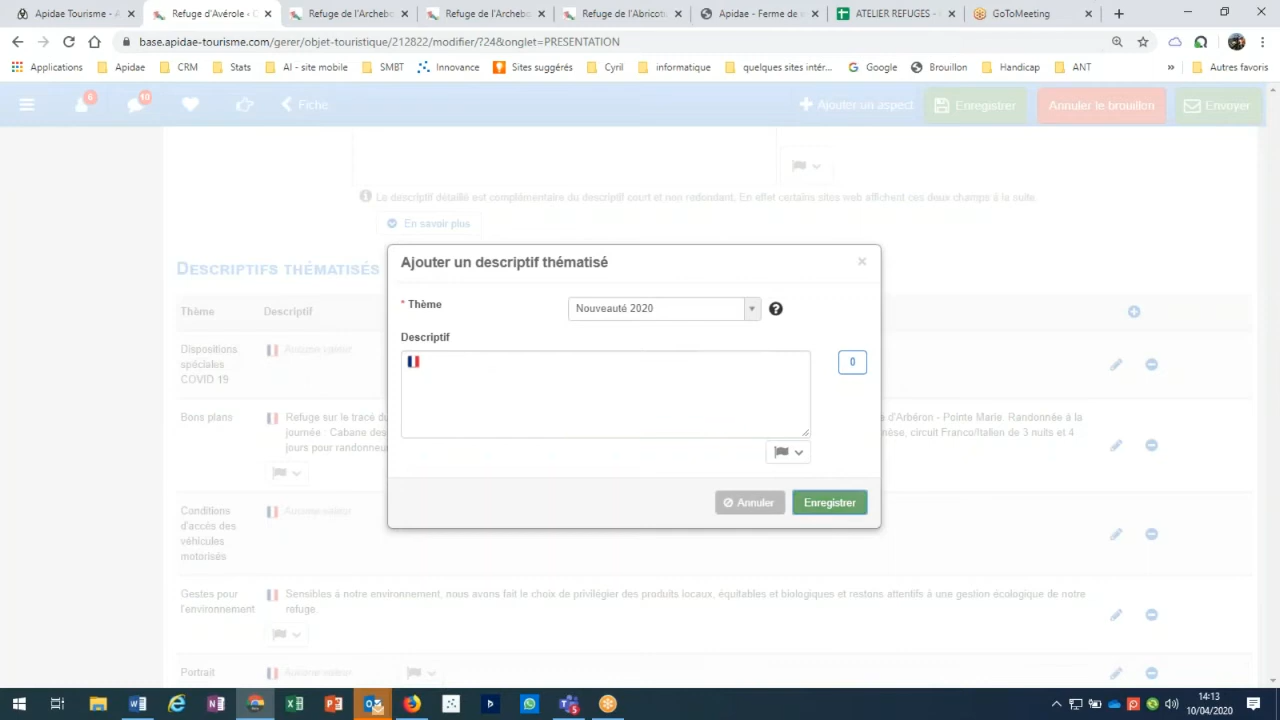 Apidae Tourisme - A
Refuge d'Avérole - C
Refuge de l'Archeb
Refuge de l'Archebc
Refuge de l'Abricotu
Apidae - Ferme de
ATELIER REFUGES -
GoToMeeting
base.apidae-tourisme.com/gerer/objet-touristique/212822/modifier/?24&onglet=PRESENTATION
Applications
Apidae
CRM
Stats
AI - site mobile
SMBT
Innovance
Sites suggérés
Cyril
informatique
quelques sites intér...
Google
Brouillon
Handicap
ANT
»
Autres favoris
6
10
Fiche
Ajouter un aspect
Enregistrer
Annuler le brouillon
Envoyer
Le descriptif détaillé est complémentaire du descriptif court et non redondant, En effet certains sites web affichent ces deux champs à la suite.
En savoir plus
DESCRIPTIFS THÉMATISÉS
Ajouter un descriptif thématisé
×
* Thème
Nouveauté 2020
Descriptif
0
Annuler
Enregistrer
Thème
Descriptif
Dispositions
spéciales
COVID 19
Aucune valeur
Bons plans
Refuge sur le tracé du
d'Arbéron - Pointe Marie. Randonnée à la
journée : Cabane des
circuit Franco/Italien de 3 nuits et 4
jours pour randonneur
Conditions
d'accès des
véhicules
motorisés
Aucune valeur
Gestes pour
l'environnement
Sensibles à notre environnement, nous avons fait le choix de privilégier des produits locaux, équitables et biologiques et restons attentifs à une gestion écologique de notre
refuge.
Portrait
Aucune valeur
14:13
10/04/2020